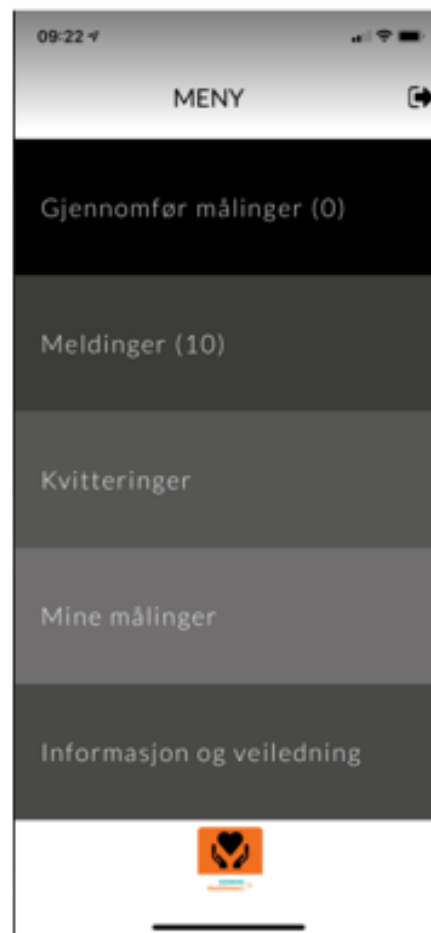 09:22
MENY
Gjennomfør målinger (0)
Meldinger (10)
Kvitteringer
Mine målinger
Informasjon og veiledning